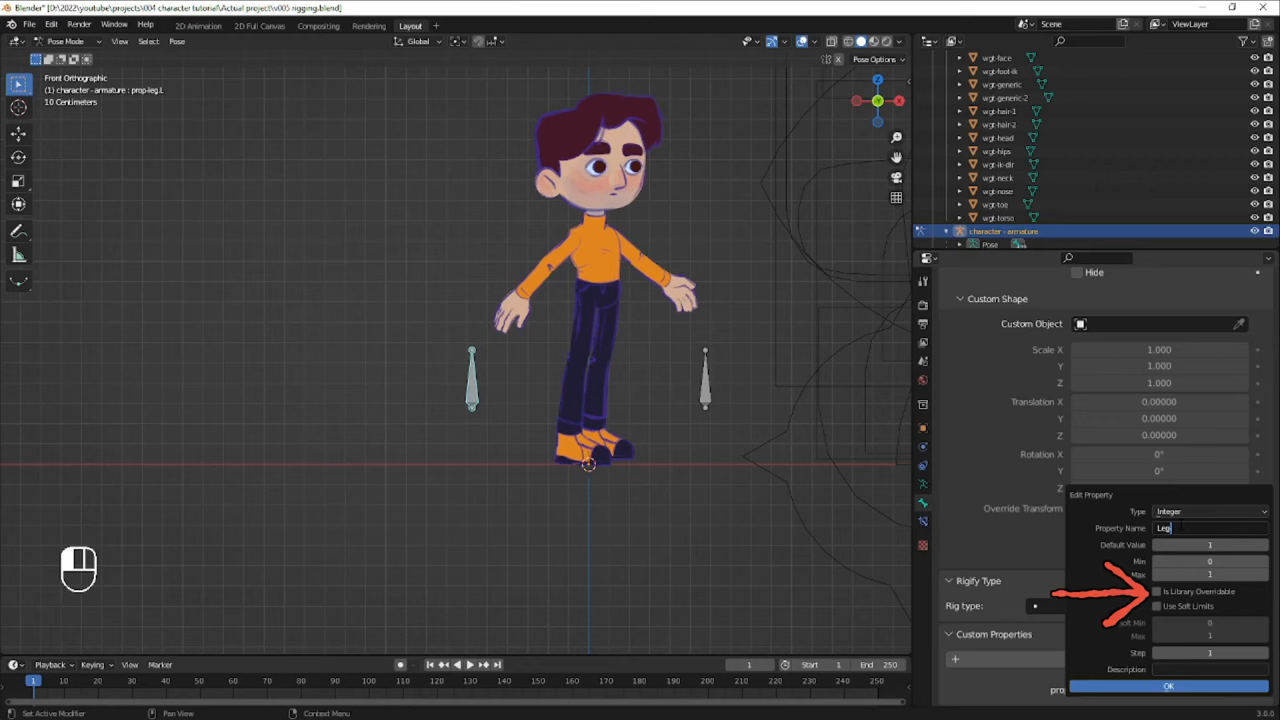 Blender* [D:\2022\youtube\projects\004 character tutorial\Actual project\v005 rigging.blend]
File Edit Render Window Help 2D Animation 2D Full Canvas Compositing Rendering Layout + Scene ViewLayer
Pose Mode View Select Pose Global
Pose Options
Front Orthographic
(1) character - armature : prop-leg.L
10 Centimeters
Z
X
Y
wgt-face
wgt-foot-ik
wgt-generic
wgt-generic-2
wgt-hair-1
wgt-hair-2
wgt-head
wgt-hips
wgt-ik-dir
wgt-neck
wgt-nose
wgt-toe
wgt-torso
character - armature
Pose
Hide
Custom Shape
Custom Object
Scale X 1.000
Y 1.000
Z 1.000
Translation X 0.00000
Y 0.00000
Z 0.00000
Rotation X 0°
Y 0°
Z
Override Transform
Edit Property
Type Integer
Property Name Leg
Default Value 1
Min 0
Max 1
Is Library Overridable
Use Soft Limits
Soft Min 0
Max 1
Step 1
Description
OK
Rigify Type
Rig type:
Custom Properties
Playback Keying View Marker 1 Start 1 End 250
1 10 20 30 40 50 60 70 80 90 100 110 120 130 140 150 160 170 180 190 200 210 220 230 240 250
Set Active Modifier Pan View Context Menu 3.0.0